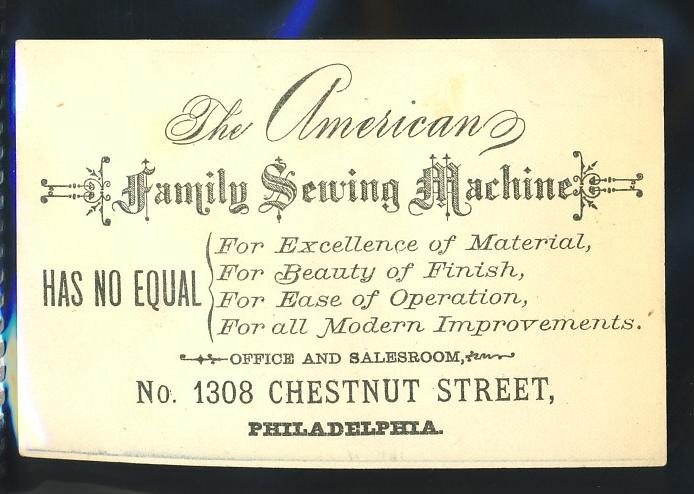 The American
Family Sewing Machine
HAS NO EQUAL
For Excellence of Material,
For Beauty of Finish,
For Ease of Operation,
For all Modern Improvements.
OFFICE AND SALESROOM,
No. 1308 CHESTNUT STREET,
PHILADELPHIA.